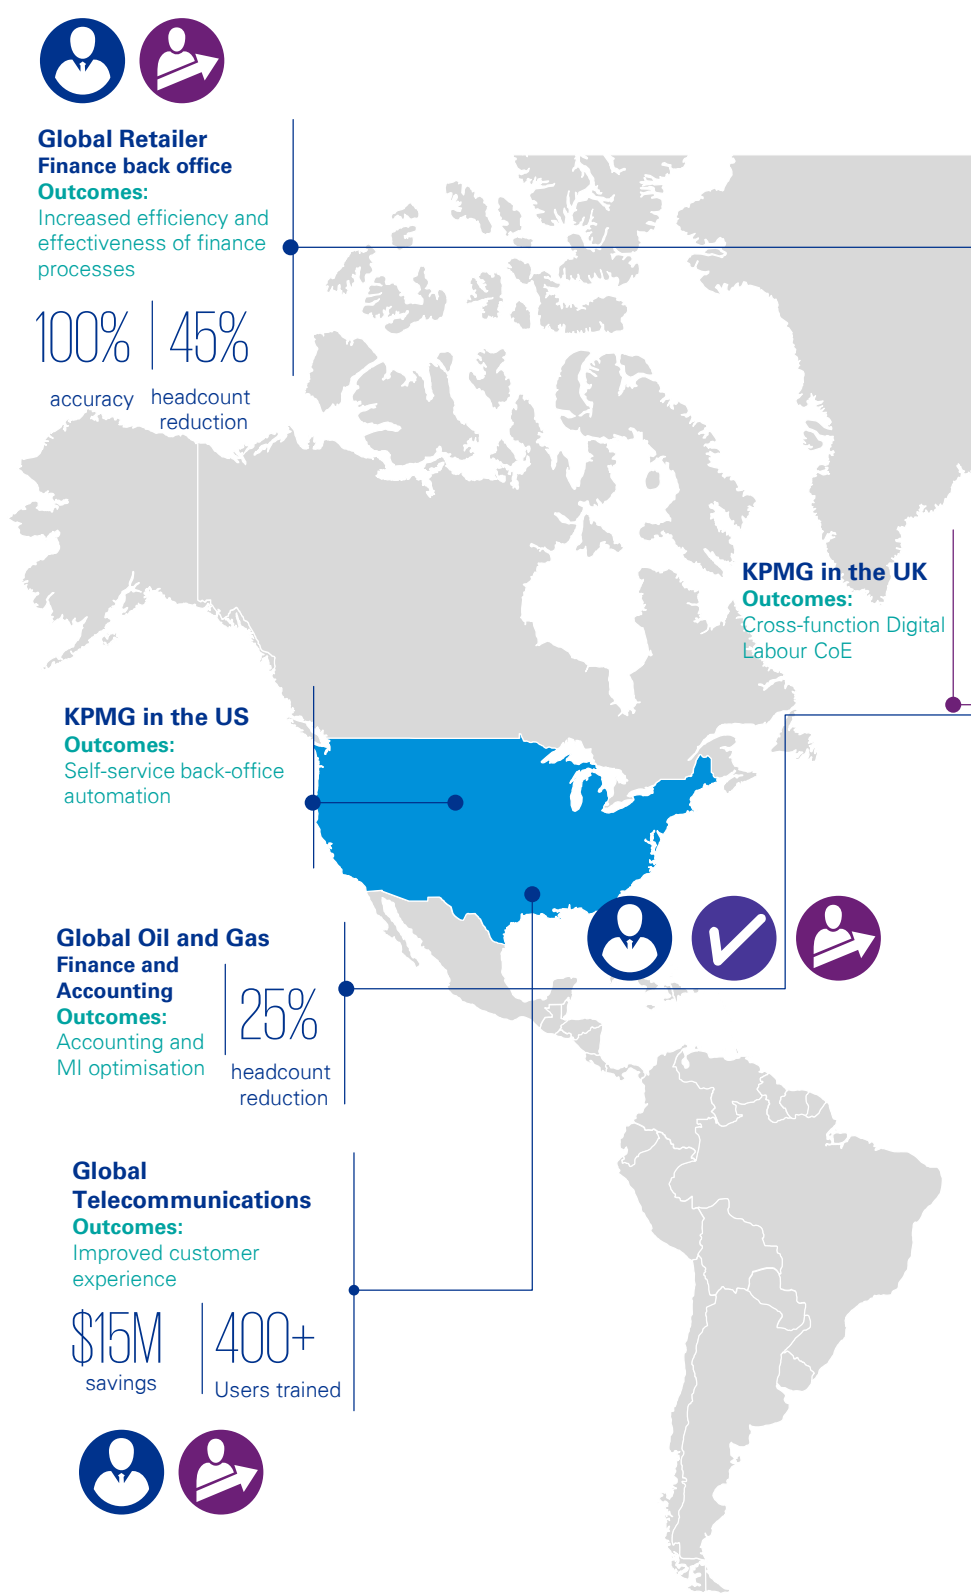 Global Retailer
Finance back office
Outcomes:
Increased efficiency and
effectiveness of finance
processes
100%
accuracy
45%
headcount
reduction
KPMG in the UK
Outcomes:
Cross-function Digital
Labour CoE
KPMG in the US
Outcomes:
Self-service back-office
automation
Global Oil and Gas
Finance and
Accounting
Outcomes:
Accounting and
MI optimisation
25%
headcount
reduction
Global
Telecommunications
Outcomes:
Improved customer
experience
$15M
savings
400+
Users trained